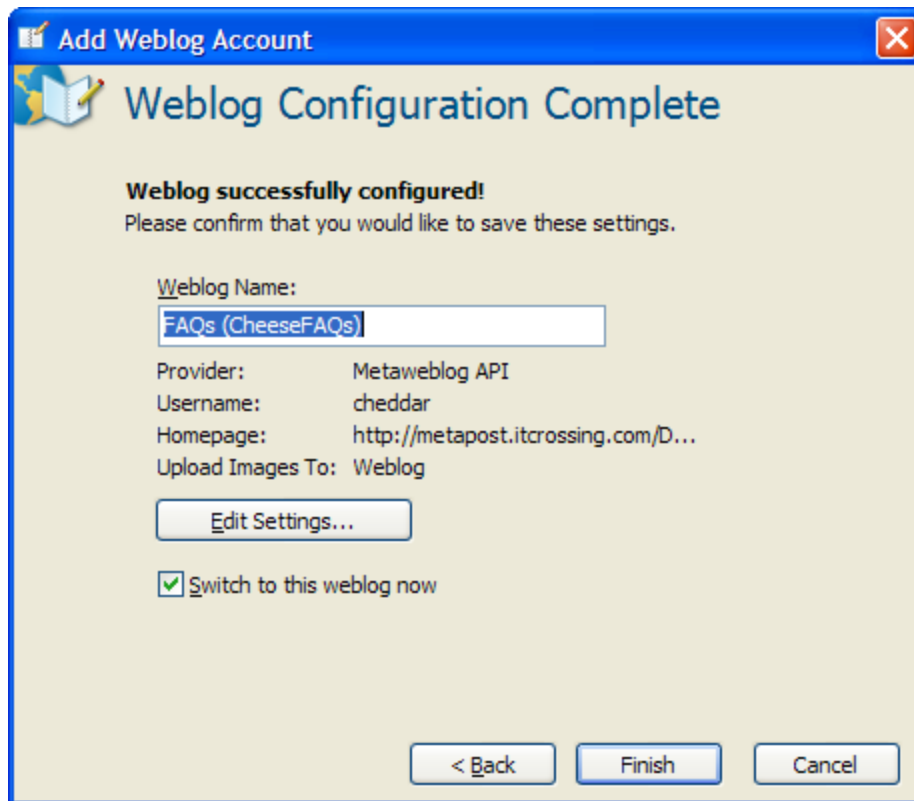 Add Weblog Account
Weblog Configuration Complete
Weblog successfully configured!
Please confirm that you would like to save these settings.
Weblog Name:
FAQs (CheeseFAQs)
Provider: Metaweblog API
Username: cheddar
Homepage: http://metapost.itcrossing.com/D...
Upload Images To: Weblog
Edit Settings...
Switch to this weblog now
< Back Finish Cancel